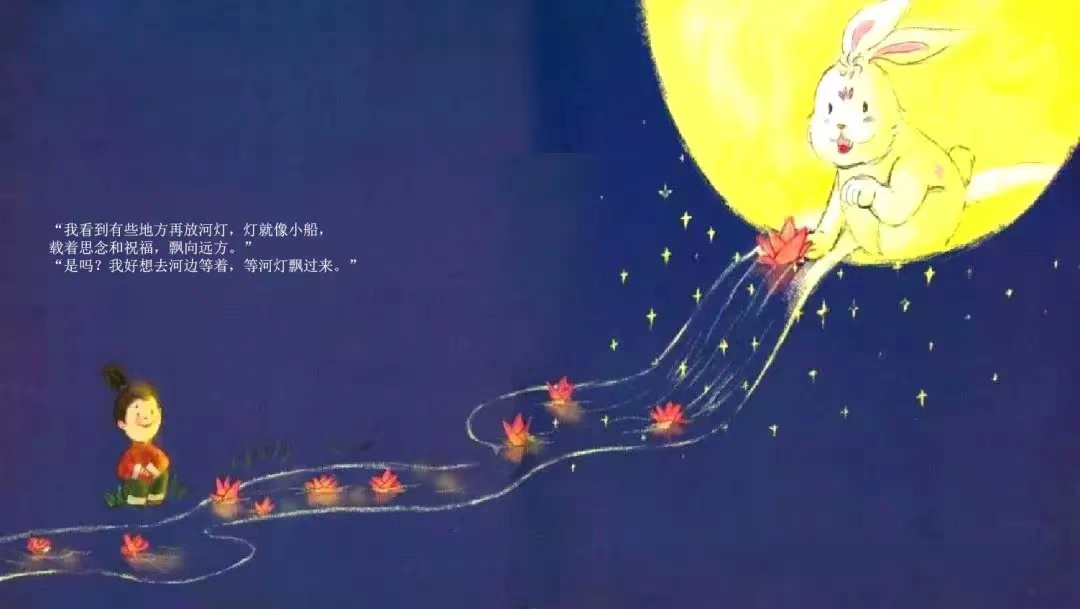 “我看到有些地方再放河灯，灯就像小船，
载着思念和祝福，飘向远方。”
“是吗？我好想去河边等着，等河灯飘过来。”